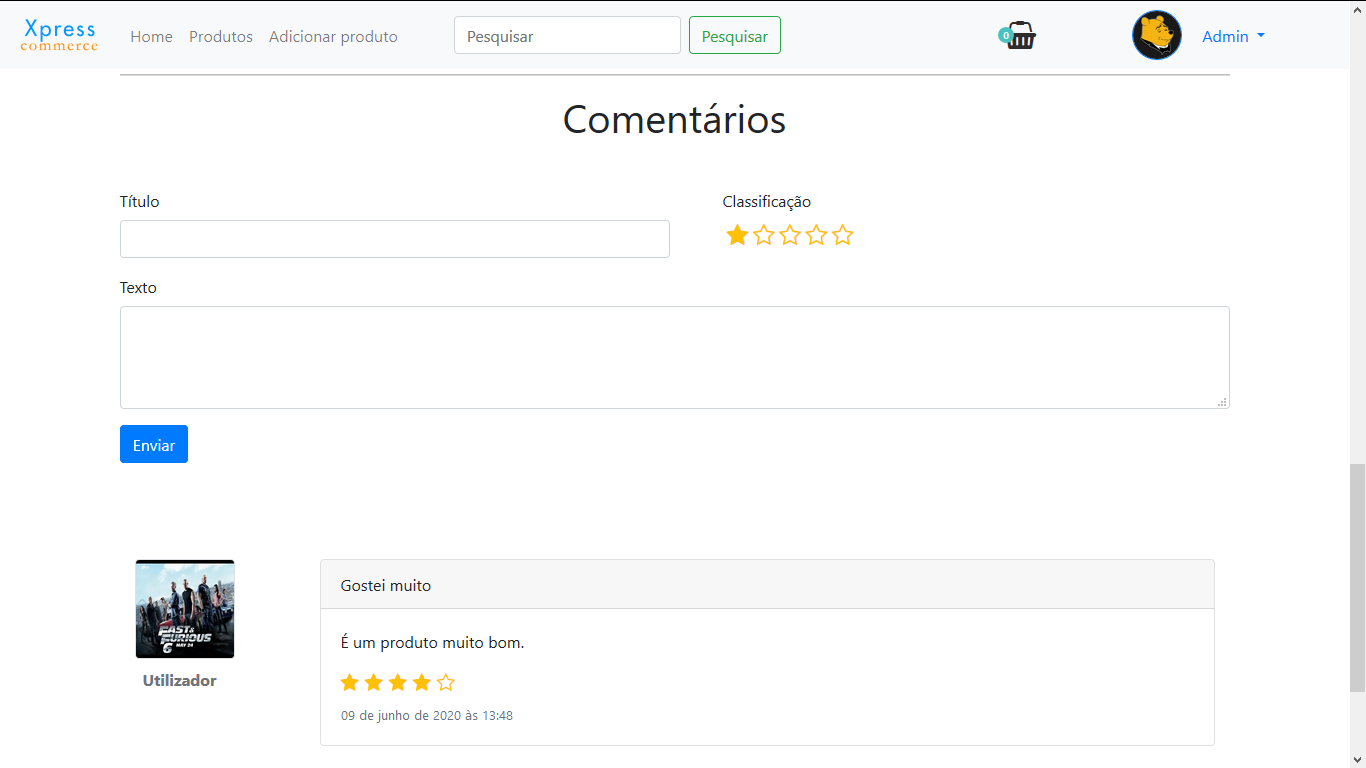 Xpress
commerce
Home Produtos Adicionar produto Pesquisar Pesquisar 0 Admin
Comentários
Título Classificação
Texto
Enviar
FAST &
FURIOUS
6
MAY 24
Utilizador
Gostei muito
É um produto muito bom.
09 de junho de 2020 às 13:48